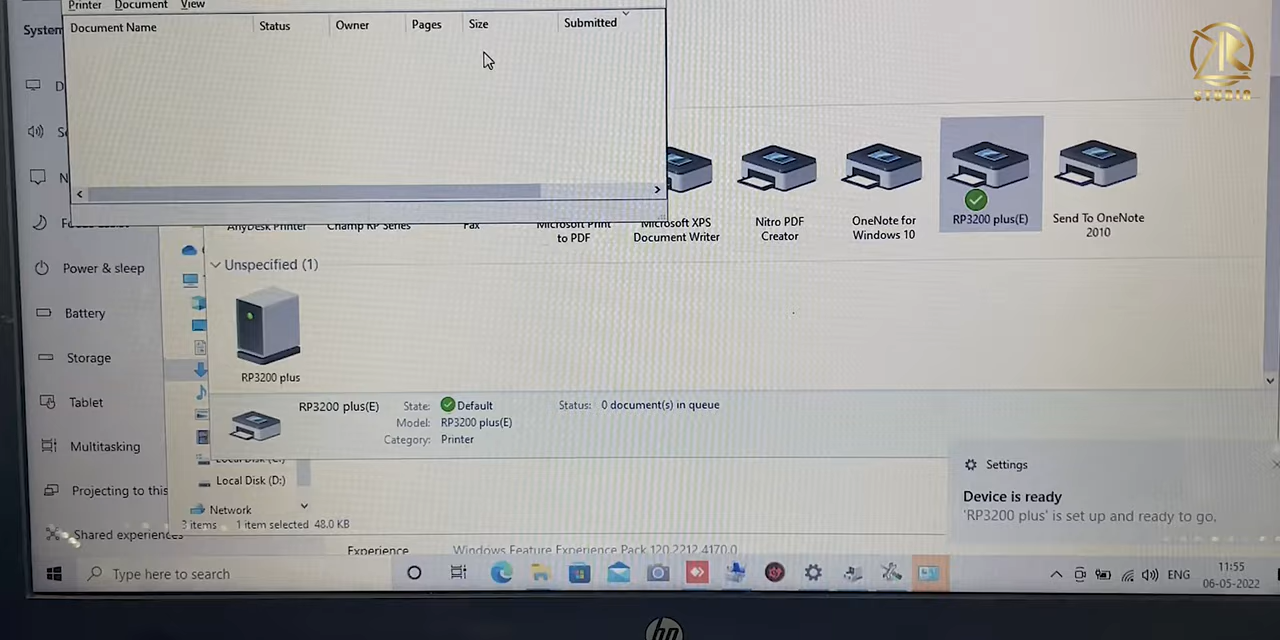 Printer Document View
Document Name Status Owner Pages Size Submitted
System
Power & sleep
Battery
Storage
Tablet
Multitasking
Projecting to this
Shared experiences
AnyDesk Printer
Champ RP Series
Fax
Microsoft Print
to PDF
Microsoft XPS
Document Writer
Nitro PDF
Creator
OneNote for
Windows 10
RP3200 plus(E)
Send To OneNote
2010
Unspecified (1)
RP3200 plus
RP3200 plus(E)
State: Default
Model: RP3200 plus(E)
Category: Printer
Status: 0 document(s) in queue
Local Disk (C:)
Local Disk (D:)
Network
3 items 1 item selected 48.0 KB
Experience Windows Feature Experience Pack 120.2212.4170.0
Settings
Device is ready
'RP3200 plus' is set up and ready to go.
Type here to search
ENG
11:55
06-05-2022
hp
STUDIO